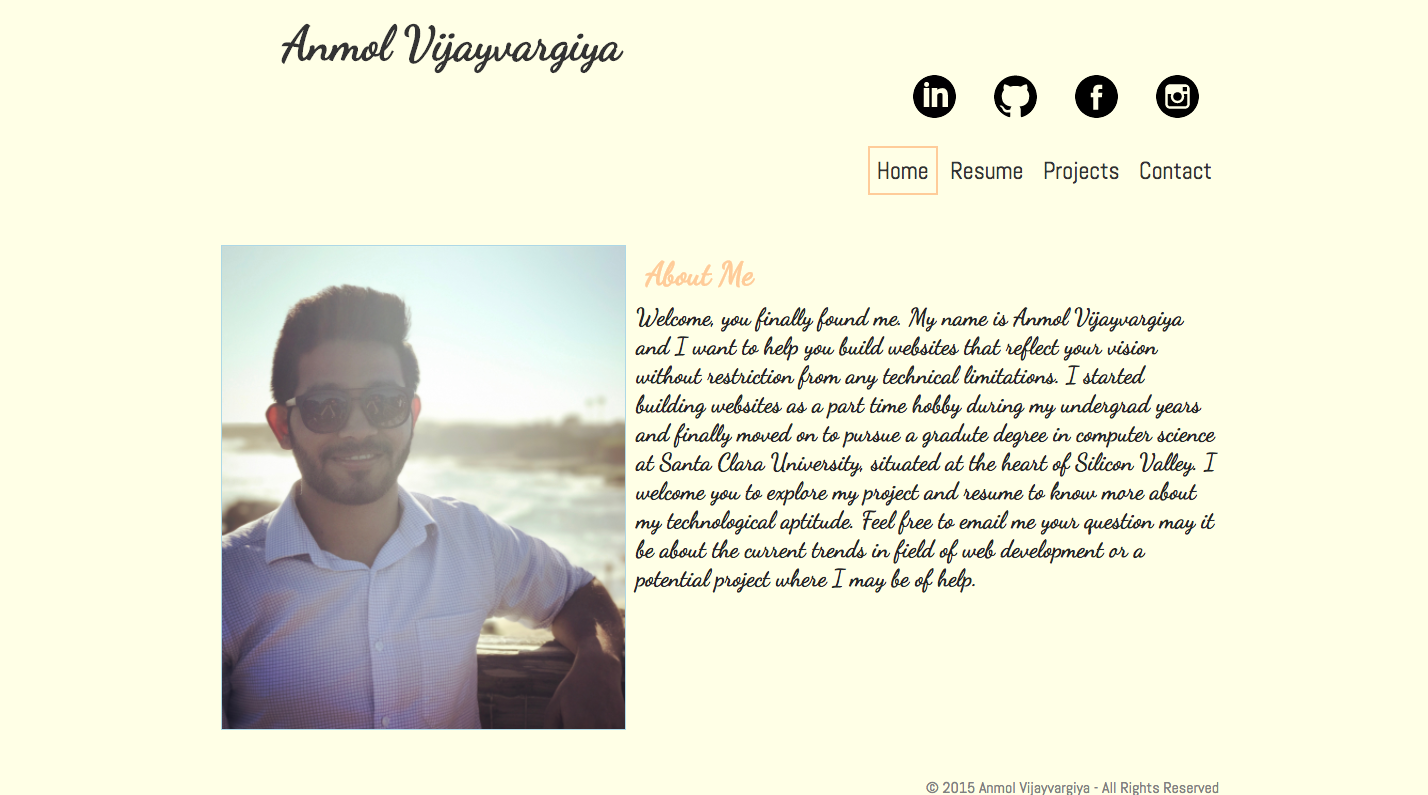 Anmol Vijayvargiya
in
f
Home Resume Projects Contact
About Me
Welcome, you finally found me. My name is Anmol Vijayvargiya
and I want to help you build websites that reflect your vision
without restriction from any technical limitations. I started
building websites as a part time hobby during my undergrad years
and finally moved on to pursue a gradute degree in computer science
at Santa Clara University, situated at the heart of Silicon Valley. I
welcome you to explore my project and resume to know more about
my technological aptitude. Feel free to email me your question may it
be about the current trends in field of web development or a
potential project where I may be of help.
© 2015 Anmol Vijayvargiya - All Rights Reserved